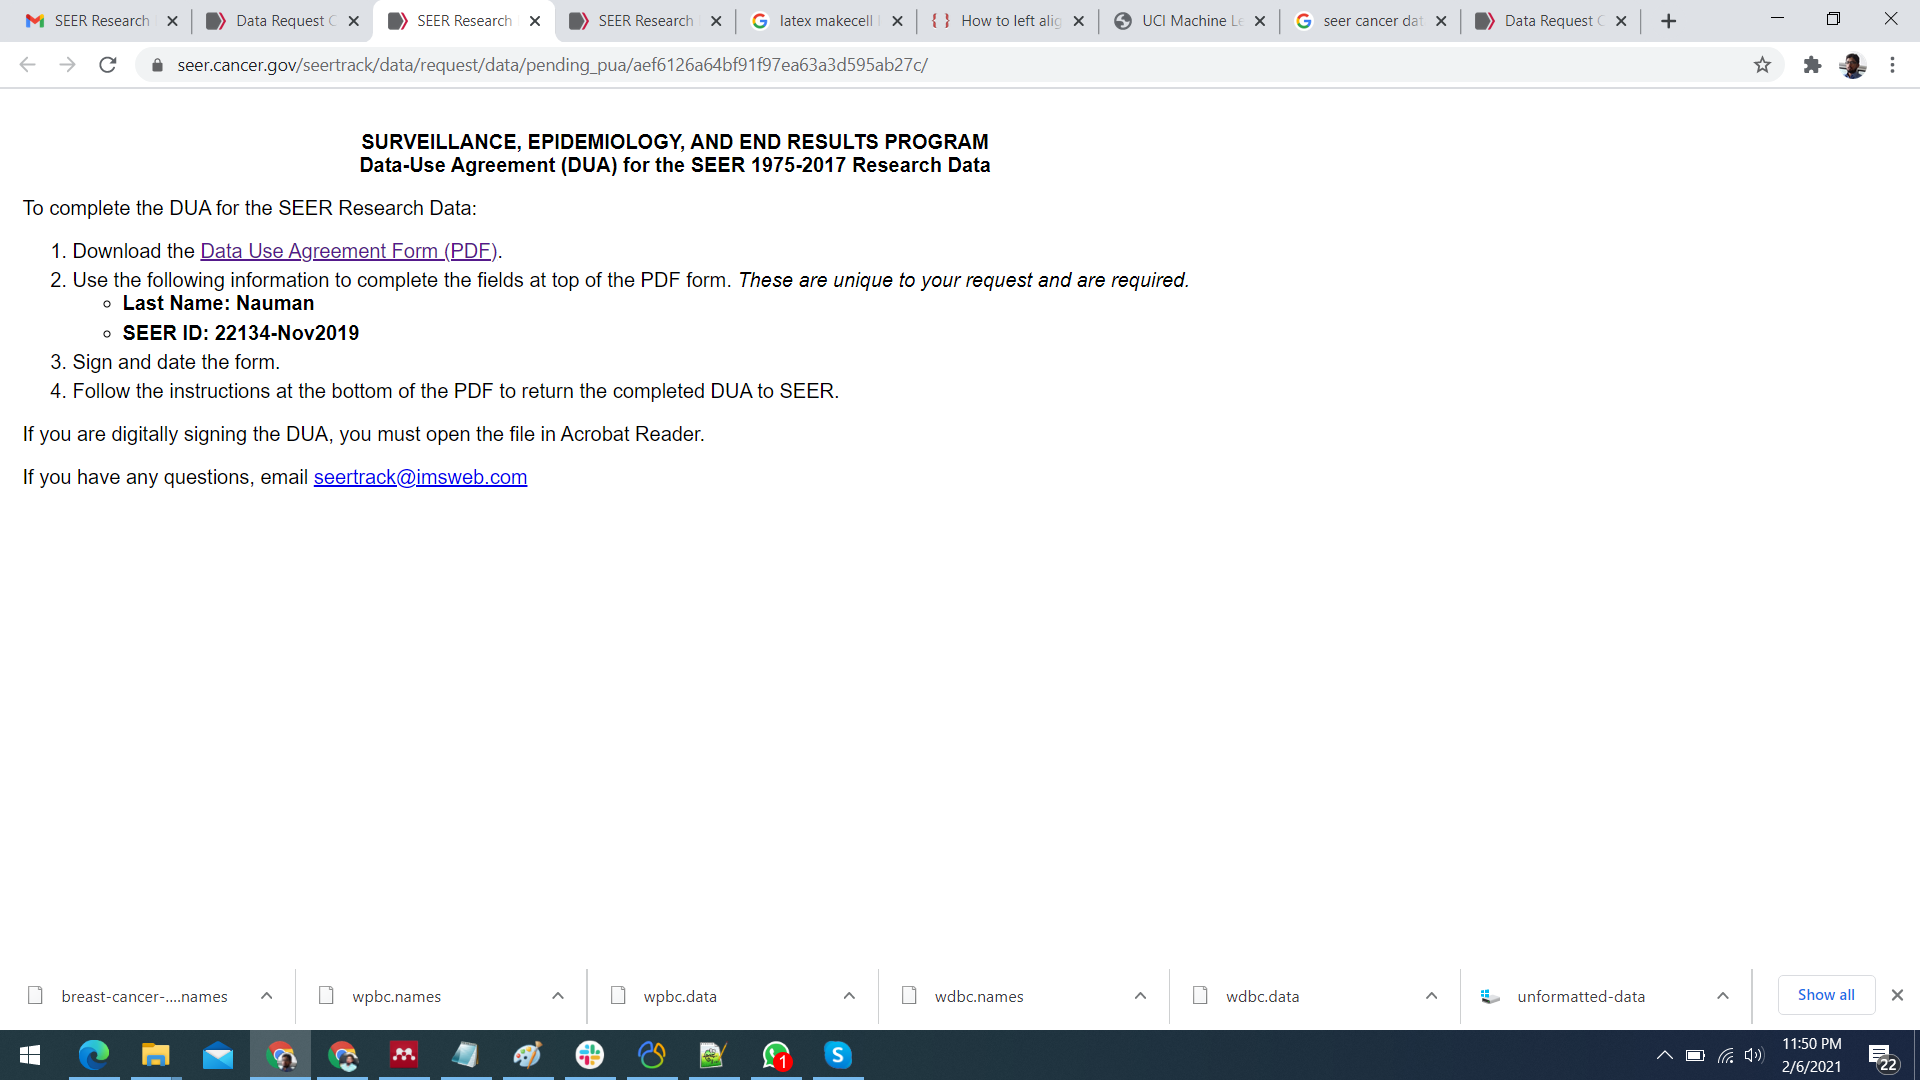 SEER Research
Data Request C
SEER Research
SEER Research
latex makecell
How to left alig
UCI Machine Le
seer cancer dat
Data Request C
seer.cancer.gov/seertrack/data/request/data/pending_pua/aef6126a64bf91f97ea63a3d595ab27c/
SURVEILLANCE, EPIDEMIOLOGY, AND END RESULTS PROGRAM
Data-Use Agreement (DUA) for the SEER 1975-2017 Research Data
To complete the DUA for the SEER Research Data:
1. Download the Data Use Agreement Form (PDF).
2. Use the following information to complete the fields at top of the PDF form. These are unique to your request and are required.
Last Name: Nauman
SEER ID: 22134-Nov2019
3. Sign and date the form.
4. Follow the instructions at the bottom of the PDF to return the completed DUA to SEER.
If you are digitally signing the DUA, you must open the file in Acrobat Reader.
If you have any questions, email seertrack@imsweb.com
breast-cancer-....names
wpbc.names
wpbc.data
wdbc.names
wdbc.data
unformatted-data
Show all
1
11:50 PM
2/6/2021
22